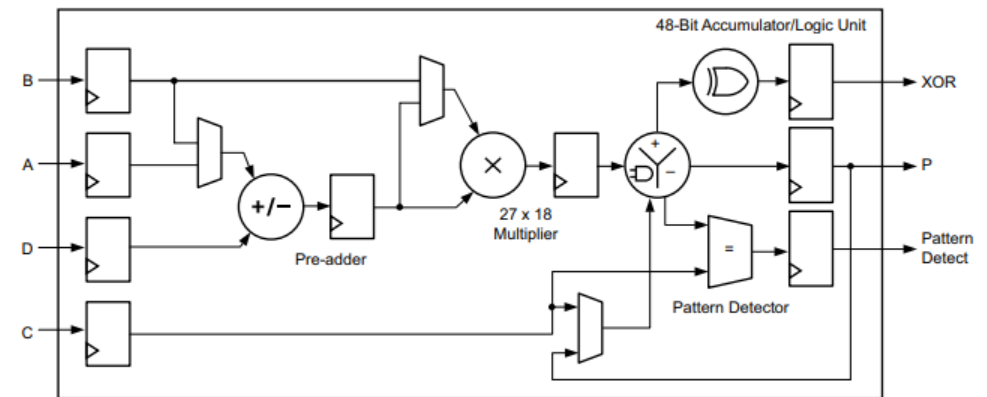 48-Bit Accumulator/Logic Unit
B
XOR
+
A
×
–
P
+/–
27 x 18
Multiplier
D
Pre-adder
=
Pattern
Detect
Pattern Detector
C